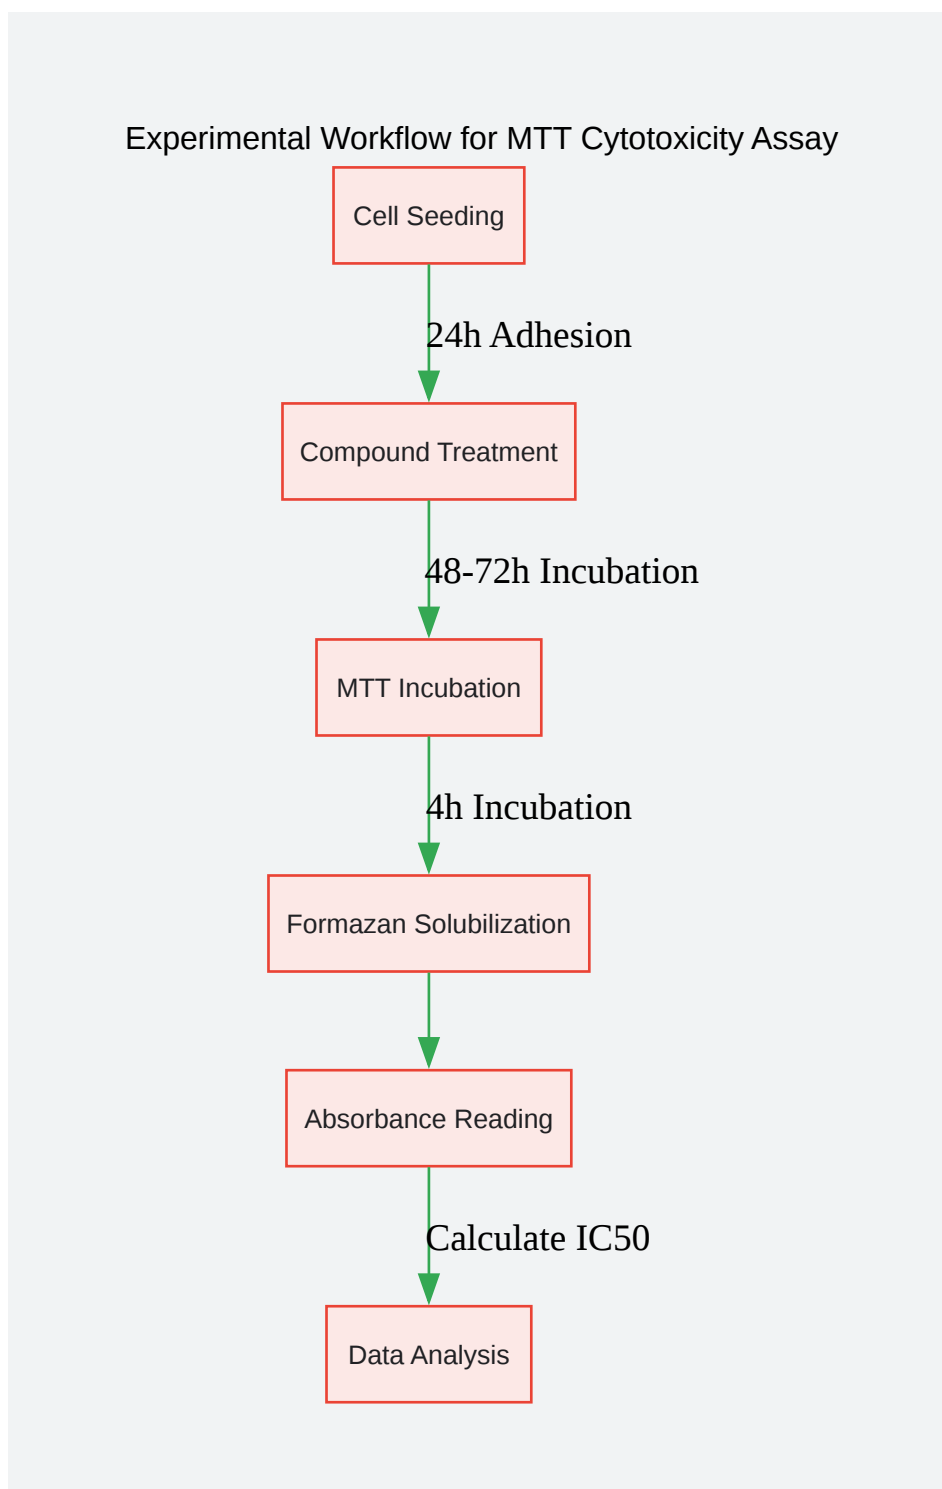 Experimental Workflow for MTT Cytotoxicity Assay
Cell Seeding
24h Adhesion
Compound Treatment
48-72h Incubation
MTT Incubation
4h Incubation
Formazan Solubilization
Absorbance Reading
Calculate IC50
Data Analysis